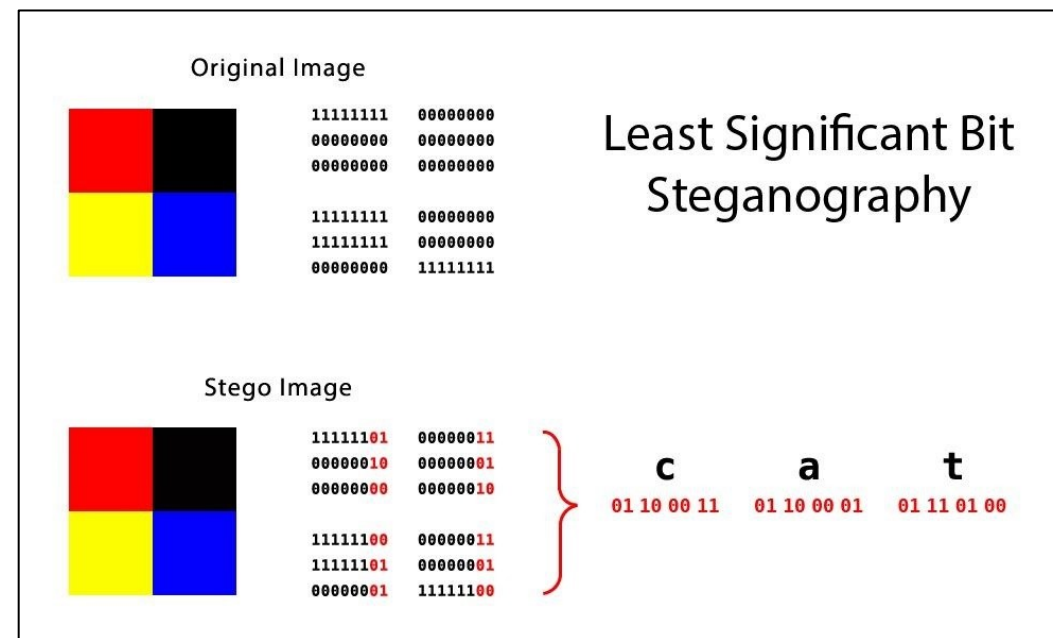 Original Image
11111111 00000000
00000000 00000000
00000000 00000000
11111111 00000000
11111111 00000000
00000000 11111111
Least Significant Bit
Steganography
Stego Image
11111101 00000011
00000010 00000001
00000000 00000010
11111100 00000011
11111101 00000001
00000001 11111100
c a t
01 10 00 11 01 10 00 01 01 11 01 00